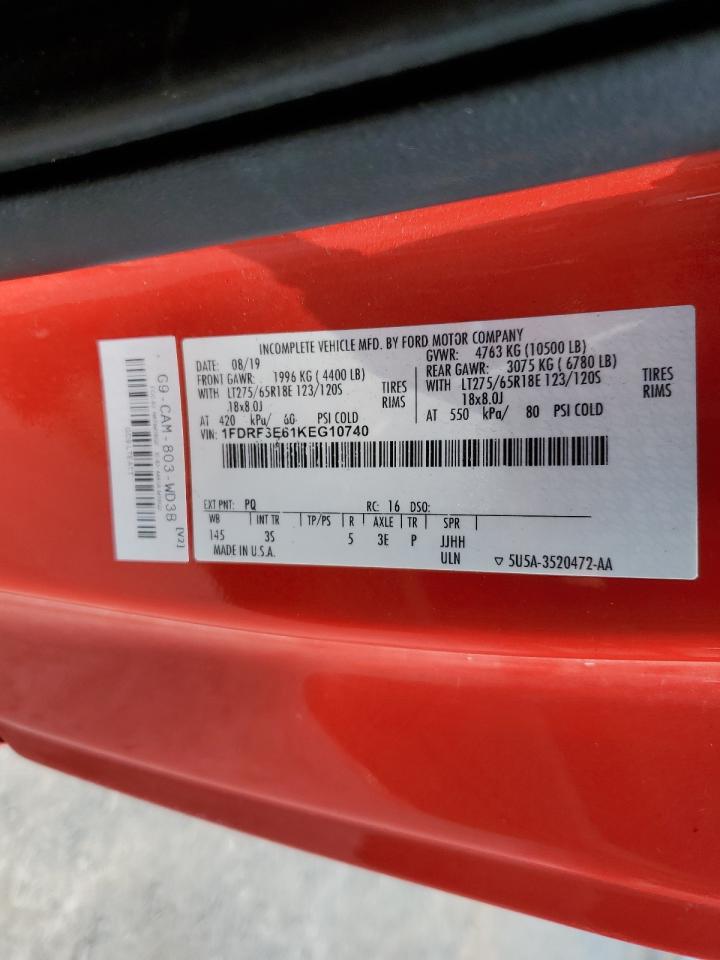 INCOMPLETE VEHICLE MFD. BY FORD MOTOR COMPANY
DATE: 08/19 GVWR: 4763 KG (10500 LB)
FRONT GAWR: 1996 KG ( 4400 LB) REAR GAWR: 3075 KG ( 6780 LB)
WITH LT275/65R18E 123/120S TIRES WITH LT275/65R18E 123/120S TIRES
18x8.0J RIMS 18x8.0J RIMS
AT 420 kPa/ 60 PSI COLD AT 550 kPa/ 80 PSI COLD
VIN: 1FDRF3E61KEG10740
EXT PNT: PQ RC: 16 DSO:
WB INT TR TP/PS R AXLE TR SPR
145 3S 5 3E P JJHH
MADE IN U.S.A. ULN ▽ 5U5A-3520472-AA
G9-CAM-803-WD3B [V2]